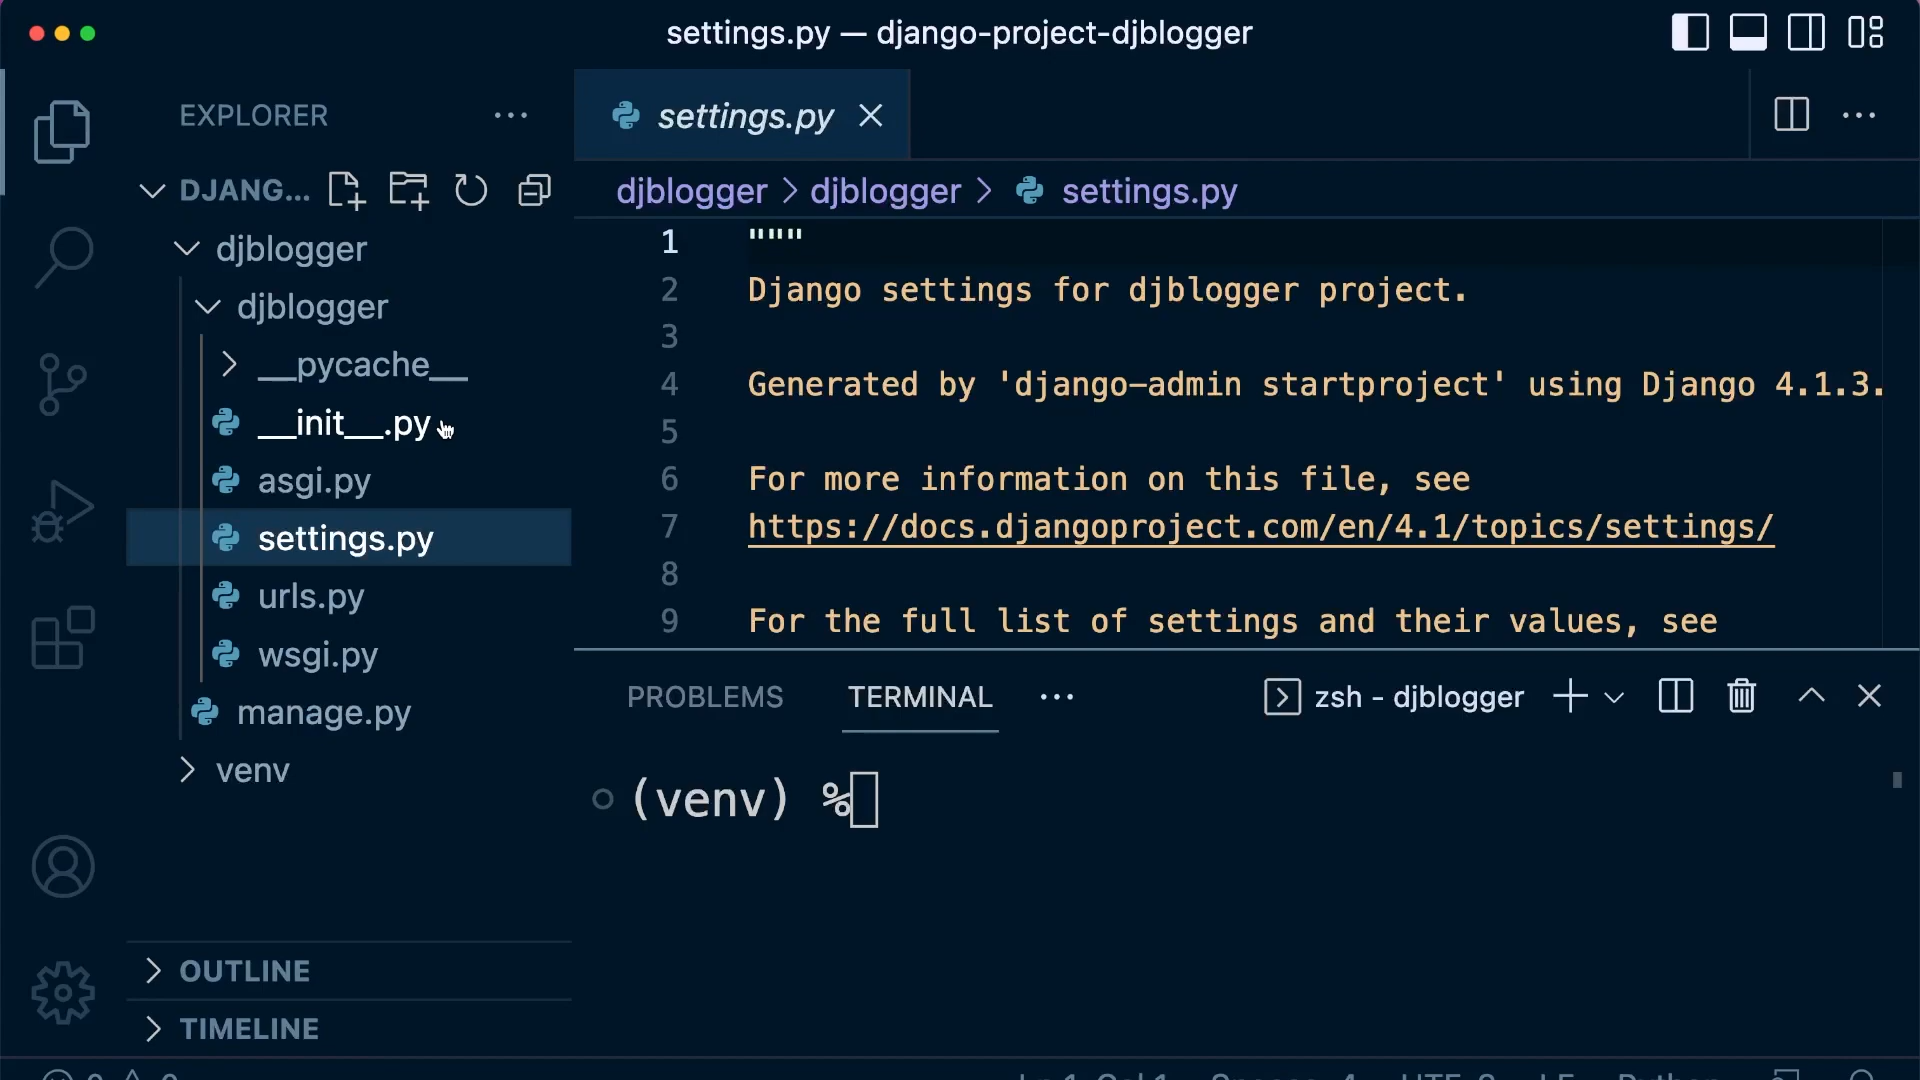 settings.py — django-project-djblogger
EXPLORER
DJANG...
djblogger
djblogger
__pycache__
__init__.py
asgi.py
settings.py
urls.py
wsgi.py
manage.py
venv
OUTLINE
TIMELINE
settings.py
djblogger > djblogger > settings.py
1 """
2 Django settings for djblogger project.
3
4 Generated by 'django-admin startproject' using Django 4.1.3.
5
6 For more information on this file, see
7 https://docs.djangoproject.com/en/4.1/topics/settings/
8
9 For the full list of settings and their values, see
PROBLEMS TERMINAL ... zsh - djblogger
(venv) %